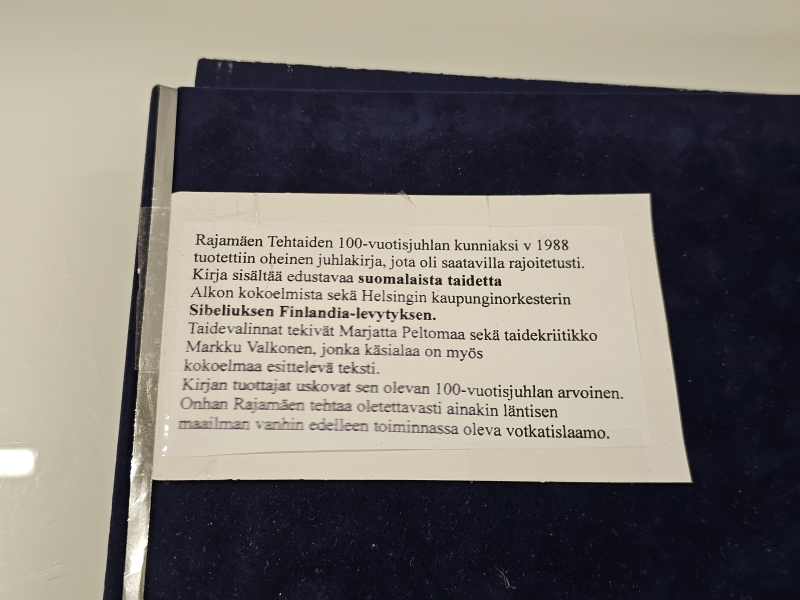 Rajamäen Tehtaiden 100-vuotisjuhlan kunniaksi v 1988
tuotettiin oheinen juhlakirja, jota oli saatavilla rajoitetusti.
Kirja sisältää edustavaa suomalaista taidetta
Alkon kokoelmista sekä Helsingin kaupunginorkesterin
Sibeliuksen Finlandia-levytyksen.
Taidevalinnat tekivät Marjatta Peltomaa sekä taidekriitikko
Markku Valkonen, jonka käsialaa on myös
kokoelmaa esittelevä teksti.
Kirjan tuottajat uskovat sen olevan 100-vuotisjuhlan arvoinen.
Onhan Rajamäen tehtaa oletettavasti ainakin läntisen
maailman vanhin edelleen toiminnassa oleva votkatislaamo.